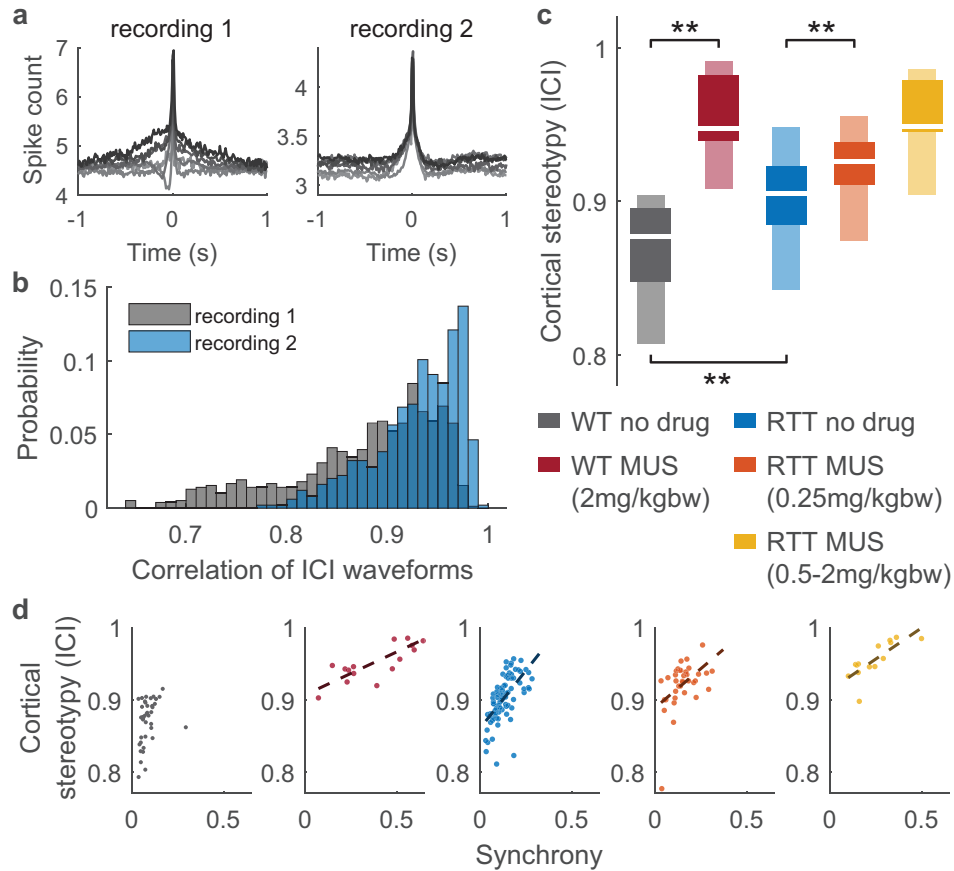 a
recording 1
recording 2
Spike count
7
6
5
4
-1
0
1
Time (s)
4.2
3.6
3
-1
0
1
Time (s)
b
0.15
0.1
0.05
0
Probability
recording 1
recording 2
0.7
0.8
0.9
1
Correlation of ICI waveforms
c
Cortical stereotypy (ICI)
1
0.9
0.8
**
**
**
WT no drug
RTT no drug
WT MUS
(2mg/kgbw)
RTT MUS
(0.25mg/kgbw)
RTT MUS
(0.5-2mg/kgbw)
d
Cortical
stereotypy (ICI)
1
0.9
0.8
0
0.5
1
0.9
0.8
0
0.5
1
0.9
0.8
0
0.5
1
0.9
0.8
0
0.5
1
0.9
0.8
0
0.5
Synchrony